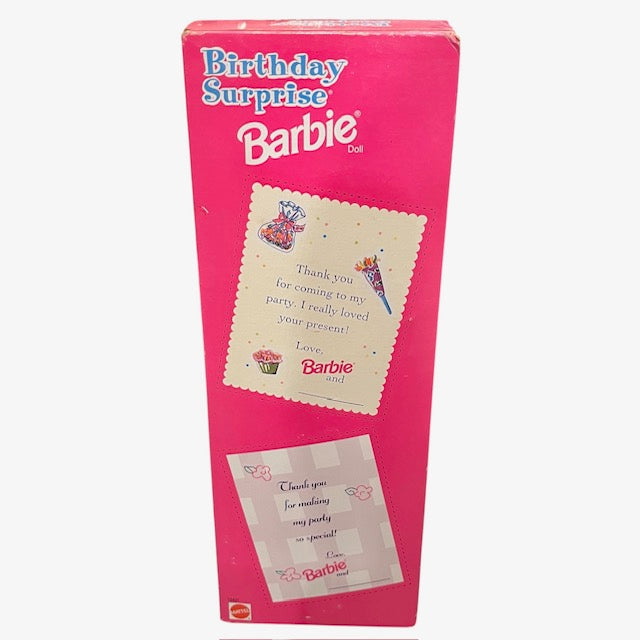 Birthday
Surprise®
Barbie®
Doll
Thank you
for coming to my
party. I really loved
your present!
Love,
Barbie®
and
Thank you
for making
my party
so special!
Love,
Barbie®
and
MATTEL